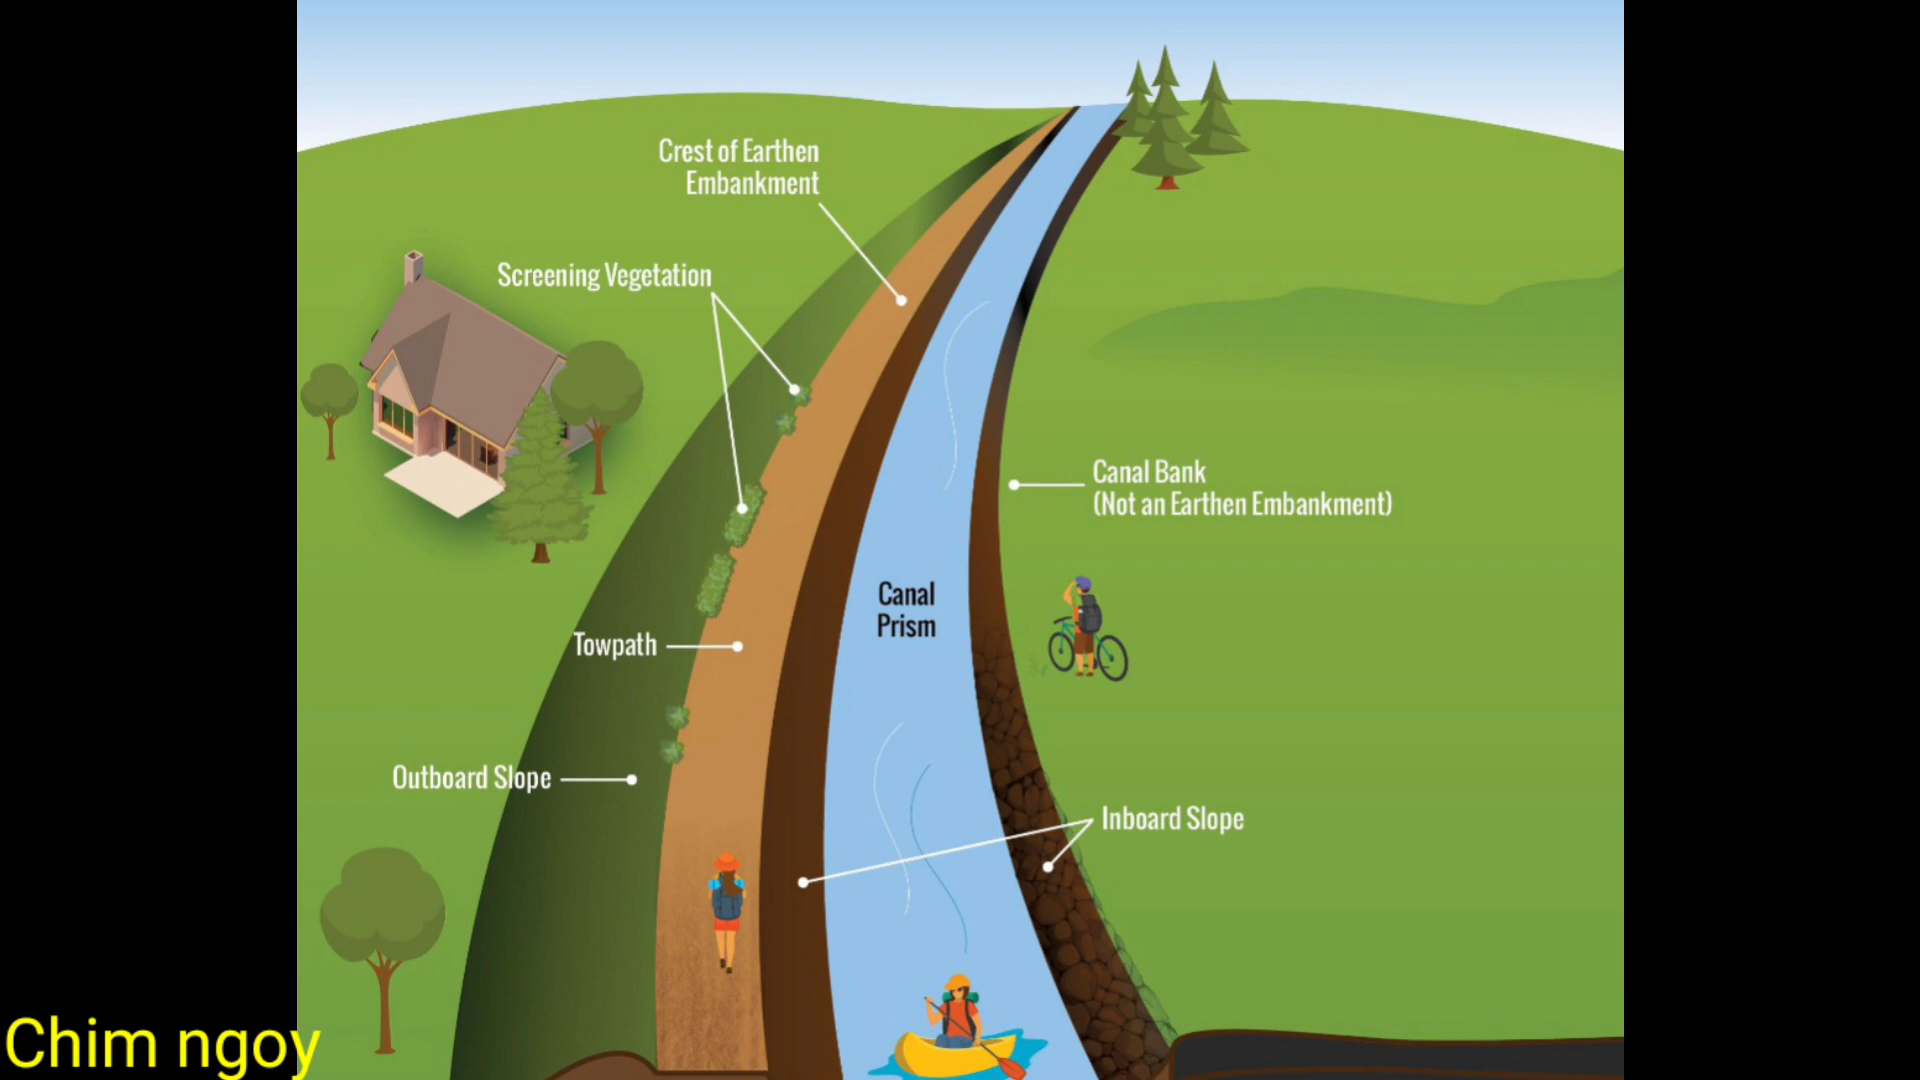 Crest of Earthen
Embankment
Screening Vegetation
Canal Bank
(Not an Earthen Embankment)
Canal
Prism
Towpath
Outboard Slope
Inboard Slope
Chim ngoy